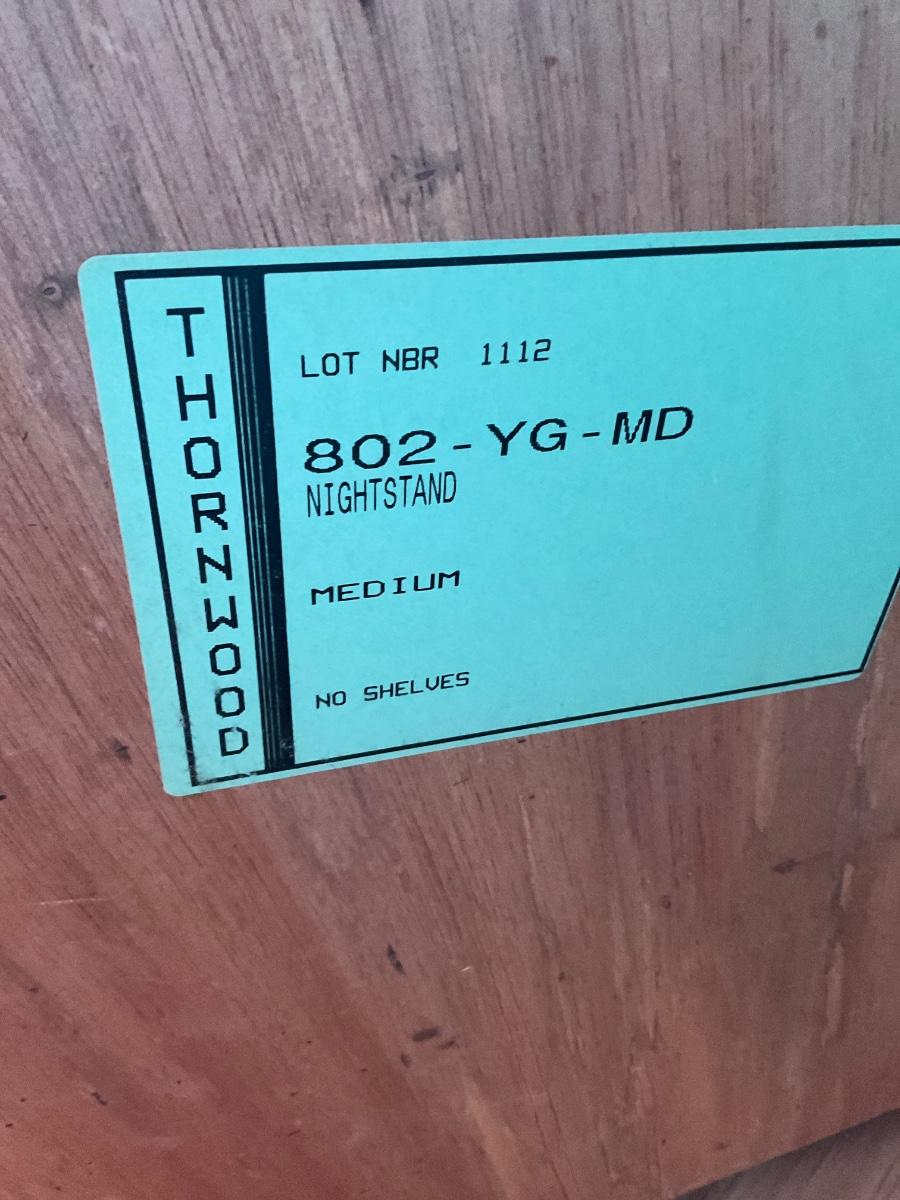 THORNWOOD
LOT NBR 1112
802-YG-MD
NIGHTSTAND
MEDIUM
NO SHELVES